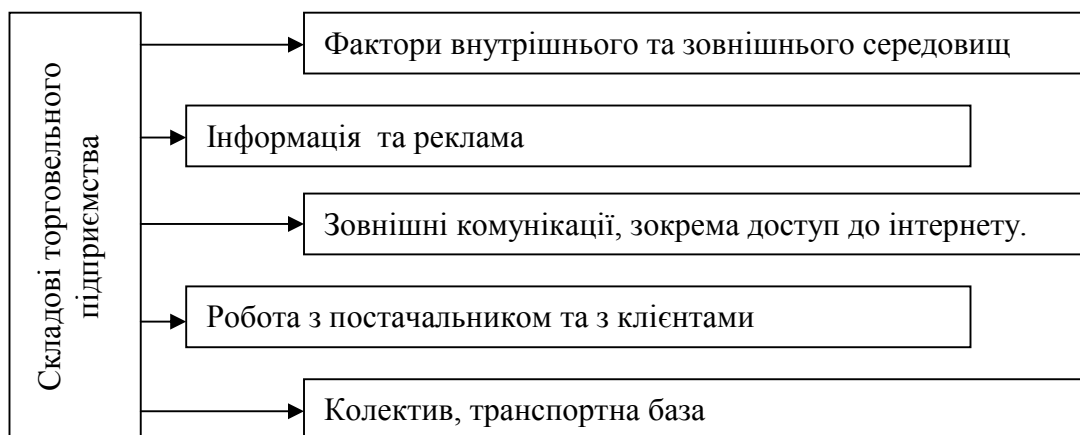 Складові торговельного
підприємства
Фактори внутрішнього та зовнішнього середовищ
Інформація та реклама
Зовнішні комунікації, зокрема доступ до інтернету.
Робота з постачальником та з клієнтами
Колектив, транспортна база